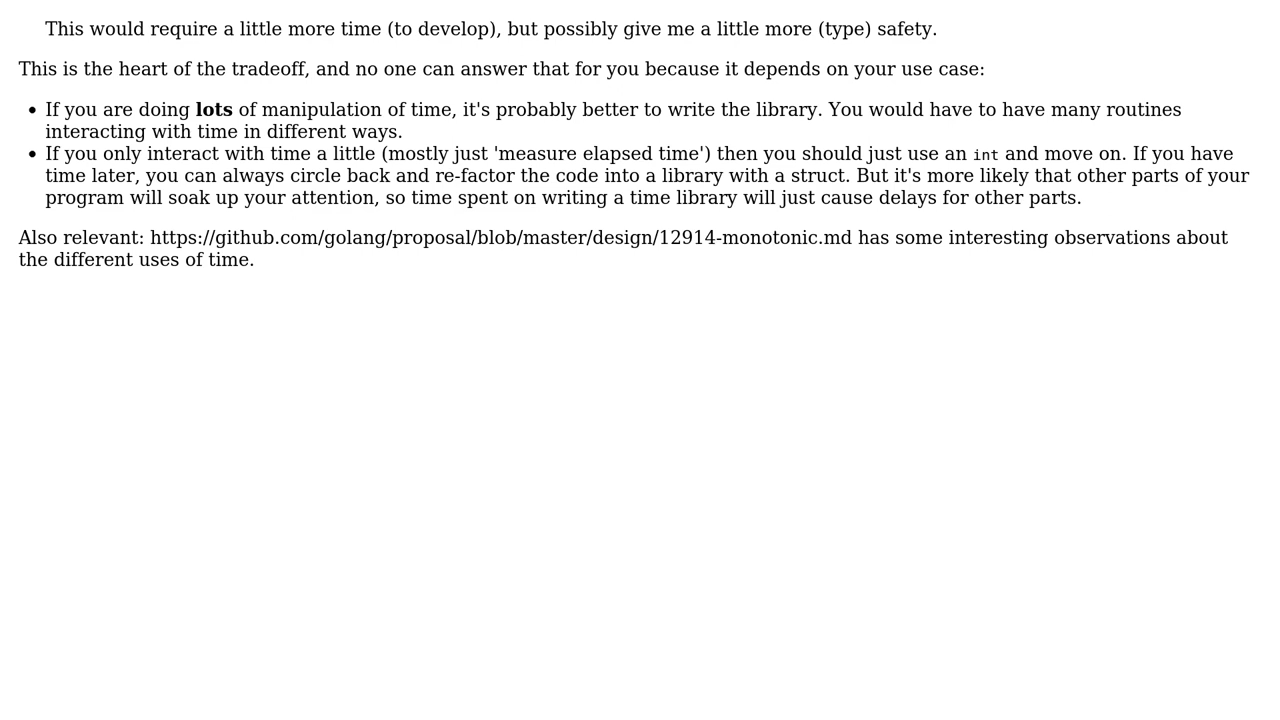 This would require a little more time (to develop), but possibly give me a little more (type) safety.
This is the heart of the tradeoff, and no one can answer that for you because it depends on your use case:
• If you are doing lots of manipulation of time, it's probably better to write the library. You would have to have many routines
interacting with time in different ways.
• If you only interact with time a little (mostly just 'measure elapsed time') then you should just use an int and move on. If you have
time later, you can always circle back and re-factor the code into a library with a struct. But it's more likely that other parts of your
program will soak up your attention, so time spent on writing a time library will just cause delays for other parts.
Also relevant: https://github.com/golang/proposal/blob/master/design/12914-monotonic.md has some interesting observations about
the different uses of time.